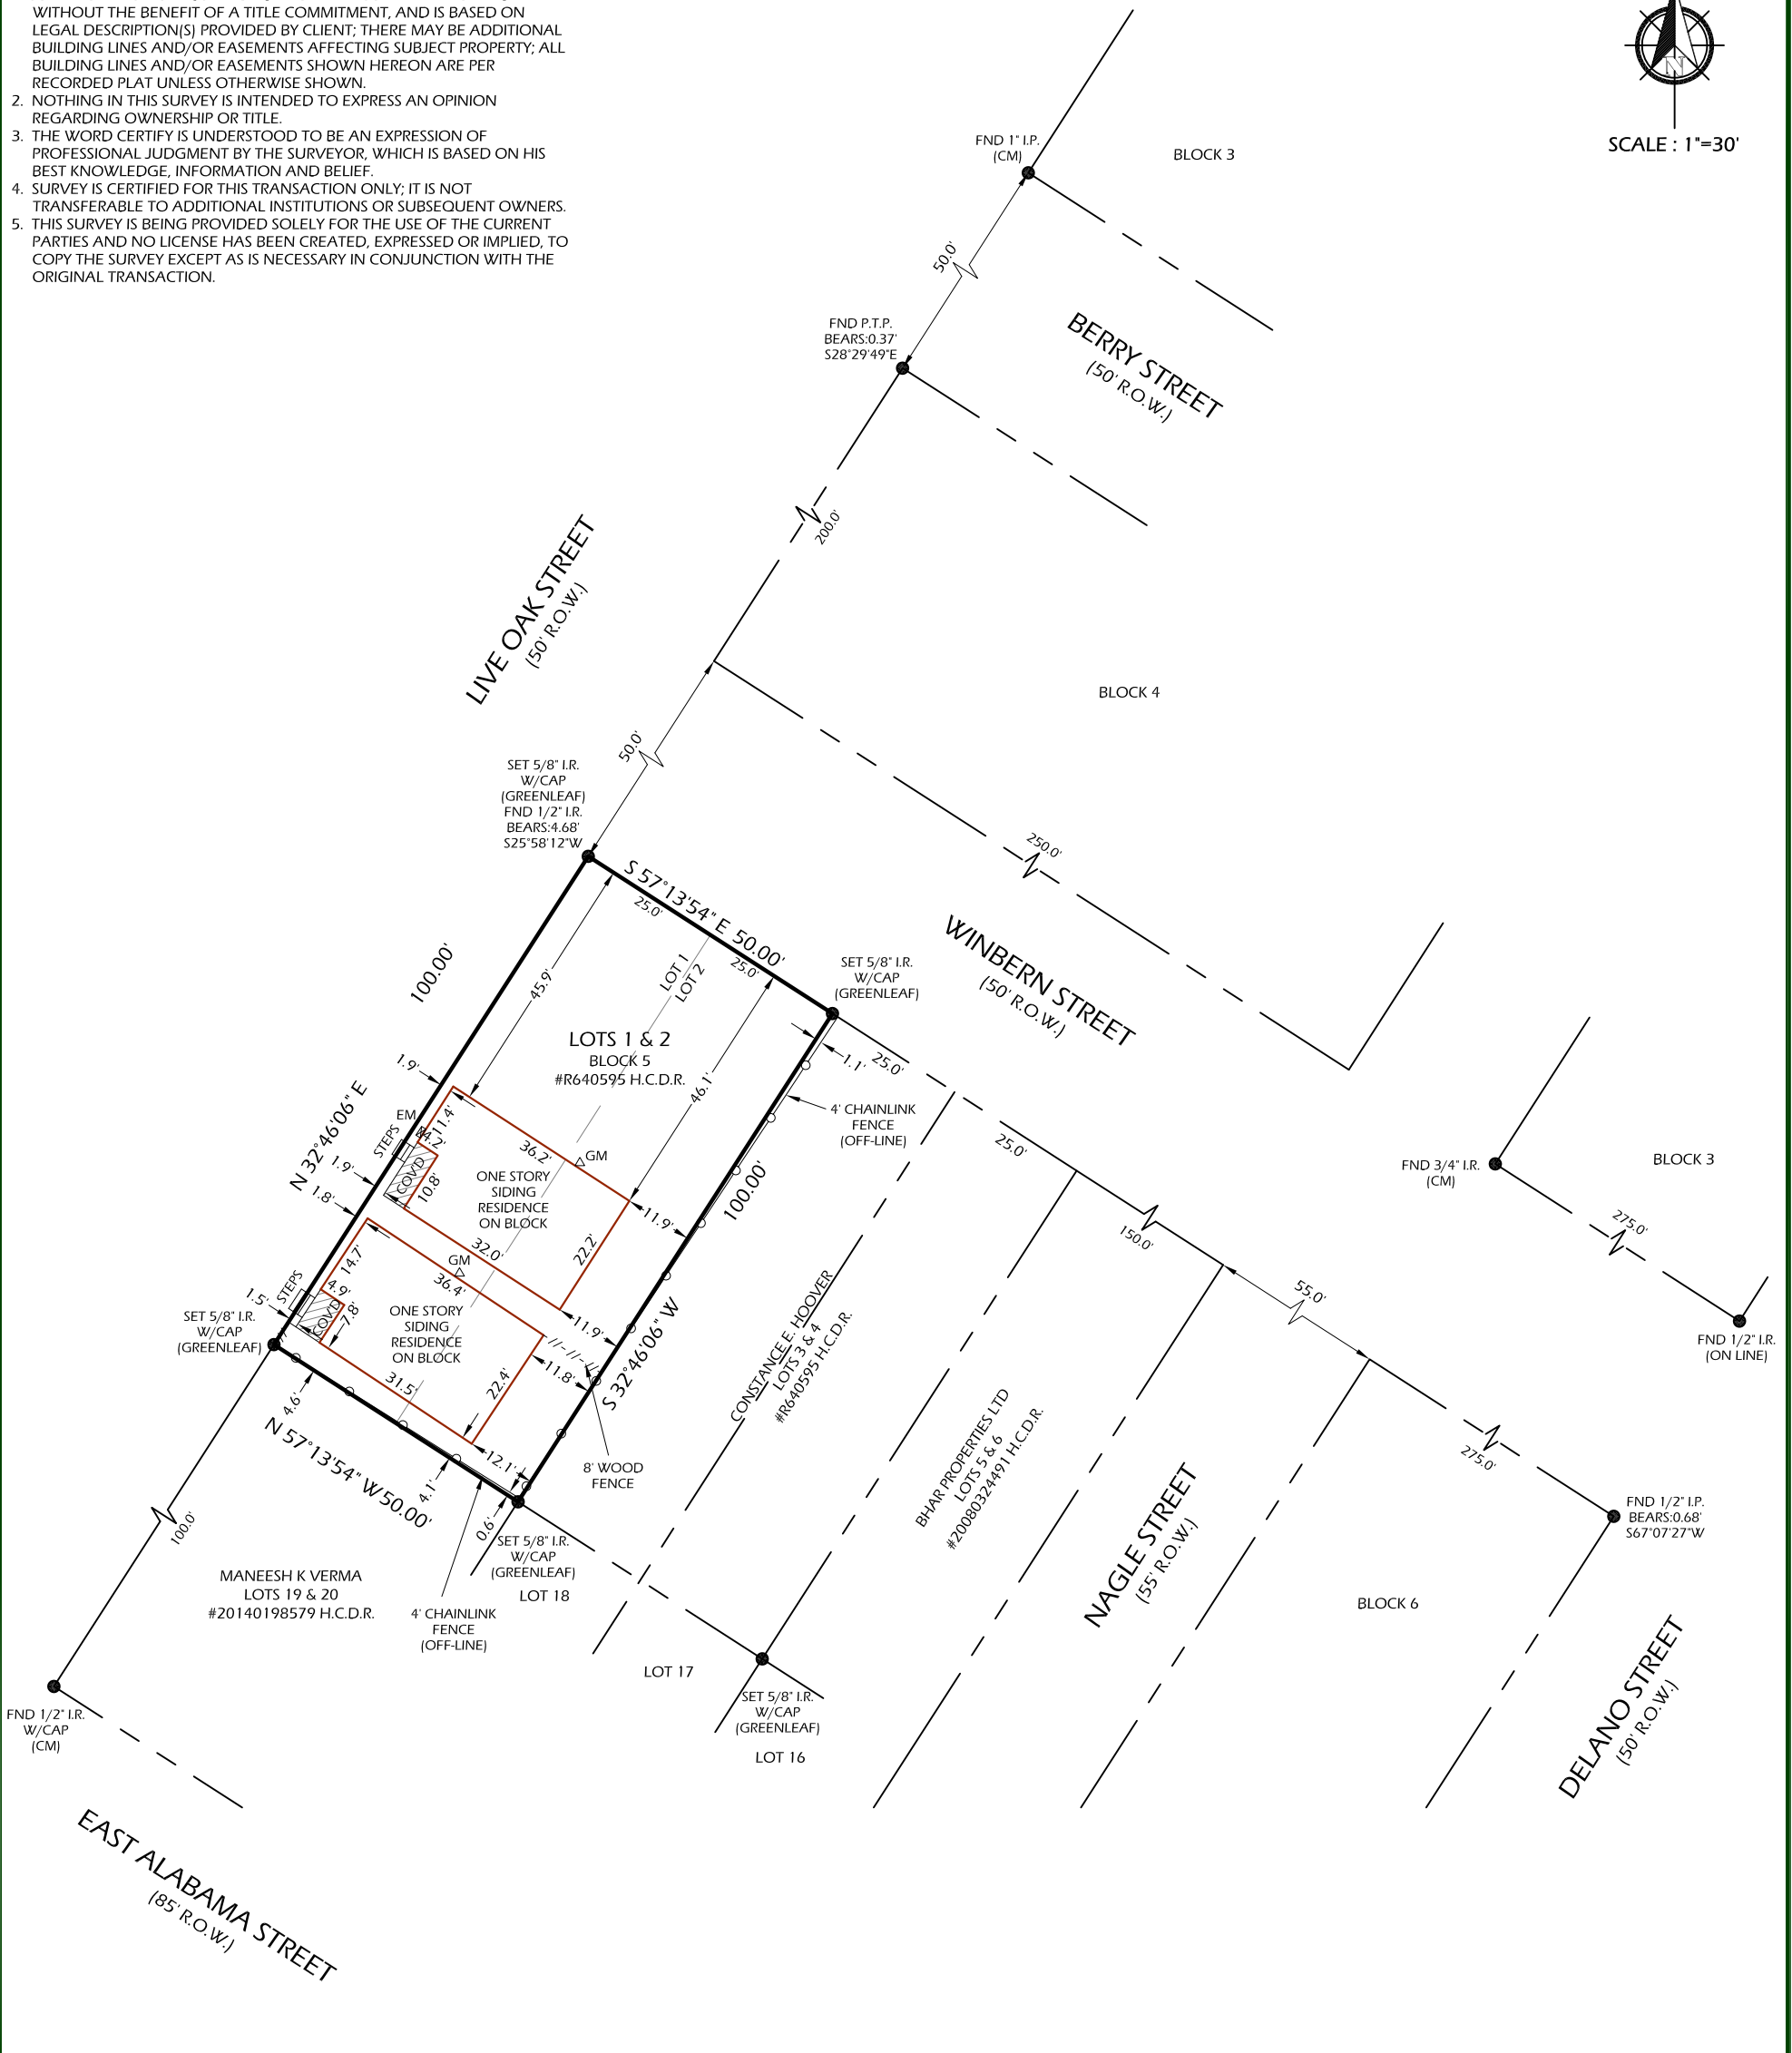 WITHOUT THE BENEFIT OF A TITLE COMMITMENT, AND IS BASED ON
LEGAL DESCRIPTION(S) PROVIDED BY CLIENT; THERE MAY BE ADDITIONAL
BUILDING LINES AND/OR EASEMENTS AFFECTING SUBJECT PROPERTY; ALL
BUILDING LINES AND/OR EASEMENTS SHOWN HEREON ARE PER
RECORDED PLAT UNLESS OTHERWISE SHOWN.
2. NOTHING IN THIS SURVEY IS INTENDED TO EXPRESS AN OPINION
REGARDING OWNERSHIP OR TITLE.
3. THE WORD CERTIFY IS UNDERSTOOD TO BE AN EXPRESSION OF
PROFESSIONAL JUDGMENT BY THE SURVEYOR, WHICH IS BASED ON HIS
BEST KNOWLEDGE, INFORMATION AND BELIEF.
4. SURVEY IS CERTIFIED FOR THIS TRANSACTION ONLY; IT IS NOT
TRANSFERABLE TO ADDITIONAL INSTITUTIONS OR SUBSEQUENT OWNERS.
5. THIS SURVEY IS BEING PROVIDED SOLELY FOR THE USE OF THE CURRENT
PARTIES AND NO LICENSE HAS BEEN CREATED, EXPRESSED OR IMPLIED, TO
COPY THE SURVEY EXCEPT AS IS NECESSARY IN CONJUNCTION WITH THE
ORIGINAL TRANSACTION.
N
SCALE : 1"=30'
FND 1" I.P.
(CM)
BLOCK 3
50.0'
FND P.T.P.
BEARS:0.37'
S28°29'49"E
BERRY STREET
(50' R.O.W.)
200.0'
LIVE OAK STREET
(50' R.O.W.)
BLOCK 4
50.0'
SET 5/8" I.R.
W/CAP
(GREENLEAF)
FND 1/2" I.R.
BEARS:4.68'
S25°58'12"W
250.0'
S 57°13'54" E 50.00'
25.0'
25.0'
WINBERN STREET
(50' R.O.W.)
SET 5/8" I.R.
W/CAP
(GREENLEAF)
100.00'
N 32°46'06" E
45.9'
LOT 1
LOT 2
LOTS 1 & 2
BLOCK 5
#R640595 H.C.D.R.
46.1'
1.1'
25.0'
4' CHAINLINK
FENCE
(OFF-LINE)
25.0'
1.9'
EM
STEPS
11.4'
4.2'
COV'D
10.8'
1.9'
1.8'
36.2'
GM
ONE STORY
SIDING
RESIDENCE
ON BLOCK
32.0'
22.2'
11.9'
11.9'
100.00'
S 32°46'06" W
FND 3/4" I.R.
(CM)
BLOCK 3
275.0'
FND 1/2" I.R.
(ON LINE)
150.0'
55.0'
STEPS
1.5'
14.7'
4.9'
COV'D
7.8'
GM
36.4'
ONE STORY
SIDING
RESIDENCE
ON BLOCK
31.5'
22.4'
11.8'
12.1'
SET 5/8" I.R.
W/CAP
(GREENLEAF)
4.6'
4.1'
0.6'
N 57°13'54" W 50.00'
8' WOOD
FENCE
CONSTANCE E. HOOVER
LOTS 3 & 4
#R640595 H.C.D.R.
BHAR PROPERTIES LTD
LOTS 5 & 6
#20080324491 H.C.D.R.
NAGLE STREET
(55' R.O.W.)
275.0'
FND 1/2" I.P.
BEARS:0.68'
S67°07'27"W
BLOCK 6
DELANO STREET
(50' R.O.W.)
100.0'
MANEESH K VERMA
LOTS 19 & 20
#20140198579 H.C.D.R.
SET 5/8" I.R.
W/CAP
(GREENLEAF)
LOT 18
4' CHAINLINK
FENCE
(OFF-LINE)
LOT 17
SET 5/8" I.R.
W/CAP
(GREENLEAF)
LOT 16
FND 1/2" I.R.
W/CAP
(CM)
EAST ALABAMA STREET
(85' R.O.W.)